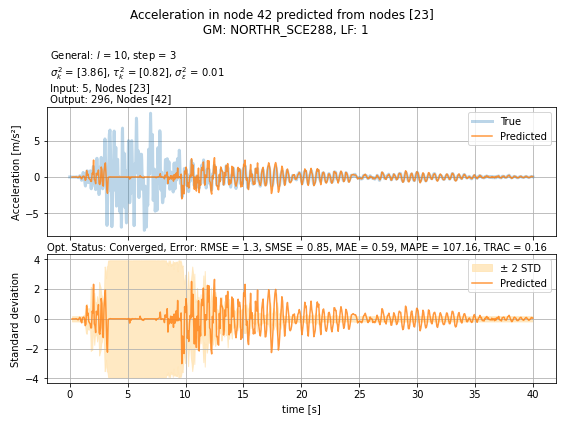 Acceleration in node 42 predicted from nodes [23]
GM: NORTHR_SCE288, LF: 1
General: l = 10, step = 3
σ²ₖ = [3.86], τ²ₖ = [0.82], σ²ε = 0.01
Input: 5, Nodes [23]
Output: 296, Nodes [42]
Acceleration [m/s²]
5
0
−5
True
Predicted
Opt. Status: Converged, Error: RMSE = 1.3, SMSE = 0.85, MAE = 0.59, MAPE = 107.16, TRAC = 0.16
Standard deviation
4
2
0
−2
−4
± 2 STD
Predicted
0 5 10 15 20 25 30 35 40
time [s]